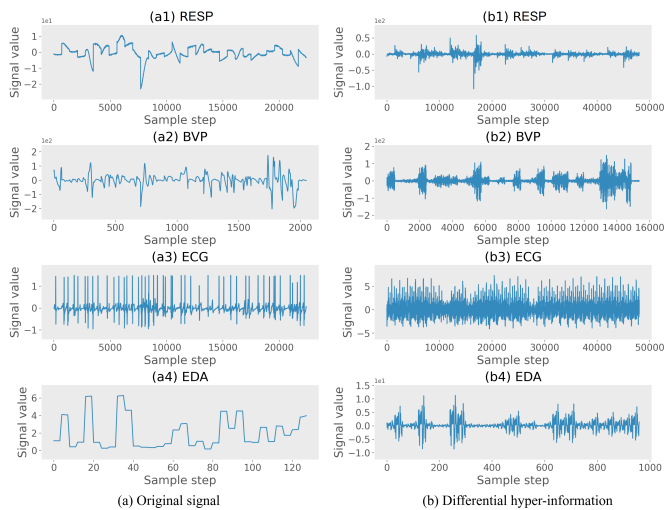 (a1) RESP
1e1
Signal value
1
0
−1
−2
0
5000
10000
15000
20000
Sample step
(b1) RESP
1e2
Signal value
0.5
0.0
−0.5
−1.0
0
10000
20000
30000
40000
50000
Sample step
(a2) BVP
1e2
Signal value
2
1
0
−1
−2
0
500
1000
1500
2000
Sample step
(b2) BVP
1e2
Signal value
2
1
0
−1
−2
0
2000
4000
6000
8000
10000
12000
14000
16000
Sample step
(a3) ECG
Signal value
1
0
−1
0
5000
10000
15000
20000
Sample step
(b3) ECG
Signal value
5
0
−5
0
10000
20000
30000
40000
50000
Sample step
(a4) EDA
Signal value
6
4
2
0
0
20
40
60
80
100
120
Sample step
(b4) EDA
1e1
Signal value
1.5
1.0
0.5
0.0
−0.5
−1.0
0
200
400
600
800
1000
Sample step
(a) Original signal
(b) Differential hyper-information